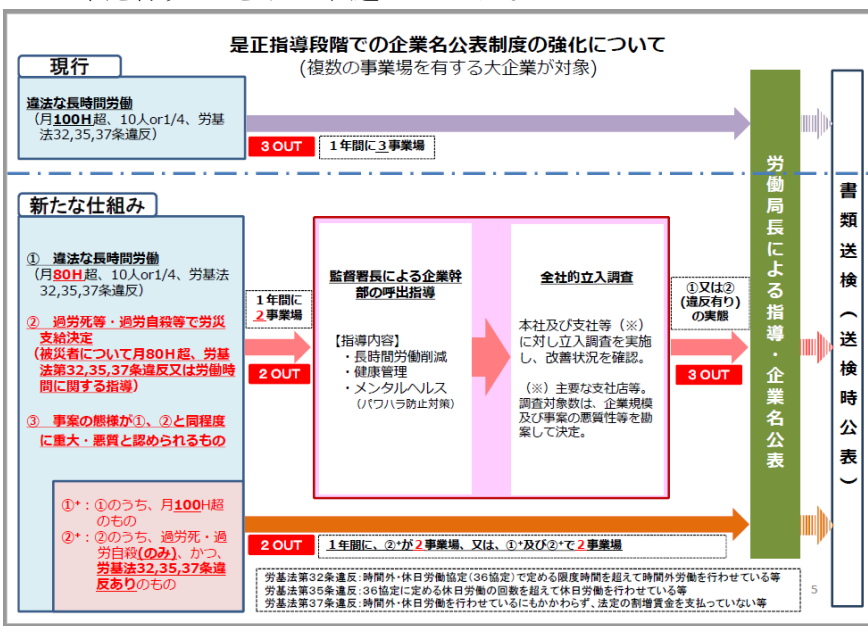 是正指導段階での企業名公表制度の強化について
(複数の事業場を有する大企業が対象)
現行
違法な長時間労働
（月100H超、10人or1/4、労基
法32,35,37条違反）
3 OUT
１年間に３事業場
新たな仕組み
①　違法な長時間労働
（月80H超、10人or1/4、労基法
32,35,37条違反）
②　過労死等・過労自殺等で労災
支給決定
（被災者について月80H超、労基
法第32,35,37条違反又は労働時
間に関する指導）
③　事案の態様が①、②と同程度
に重大・悪質と認められるもの
１年間に
２事業場
2 OUT
監督署長による企業幹
部の呼出指導
【指導内容】
・長時間労働削減
・健康管理
・メンタルヘルス
（パワハラ防止対策）
全社的立入調査
本社及び支社等（※）
に対し立入調査を実施
し、改善状況を確認。
（※）主要な支社店等。
調査対象数は、企業規模
及び事案の悪質性等を勘
案して決定。
①又は②
(違反有り)
の実態
3 OUT
①⁺：①のうち、月100H超
のもの
②⁺：②のうち、過労死・過
労自殺(のみ)、かつ、
労基法32,35,37条違
反ありのもの
2 OUT
１年間に、②⁺が２事業場、又は、①⁺及び②⁺で２事業場
労働局長による指導・企業名公表
書類送検（送検時公表）
労基法第32条違反：時間外・休日労働協定（36協定）で定める限度時間を超えて時間外労働を行わせている等
労基法第35条違反：36協定に定める休日労働の回数を超えて休日労働を行わせている等
労基法第37条違反：時間外・休日労働を行わせているにもかかわらず、法定の割増賃金を支払っていない等
5